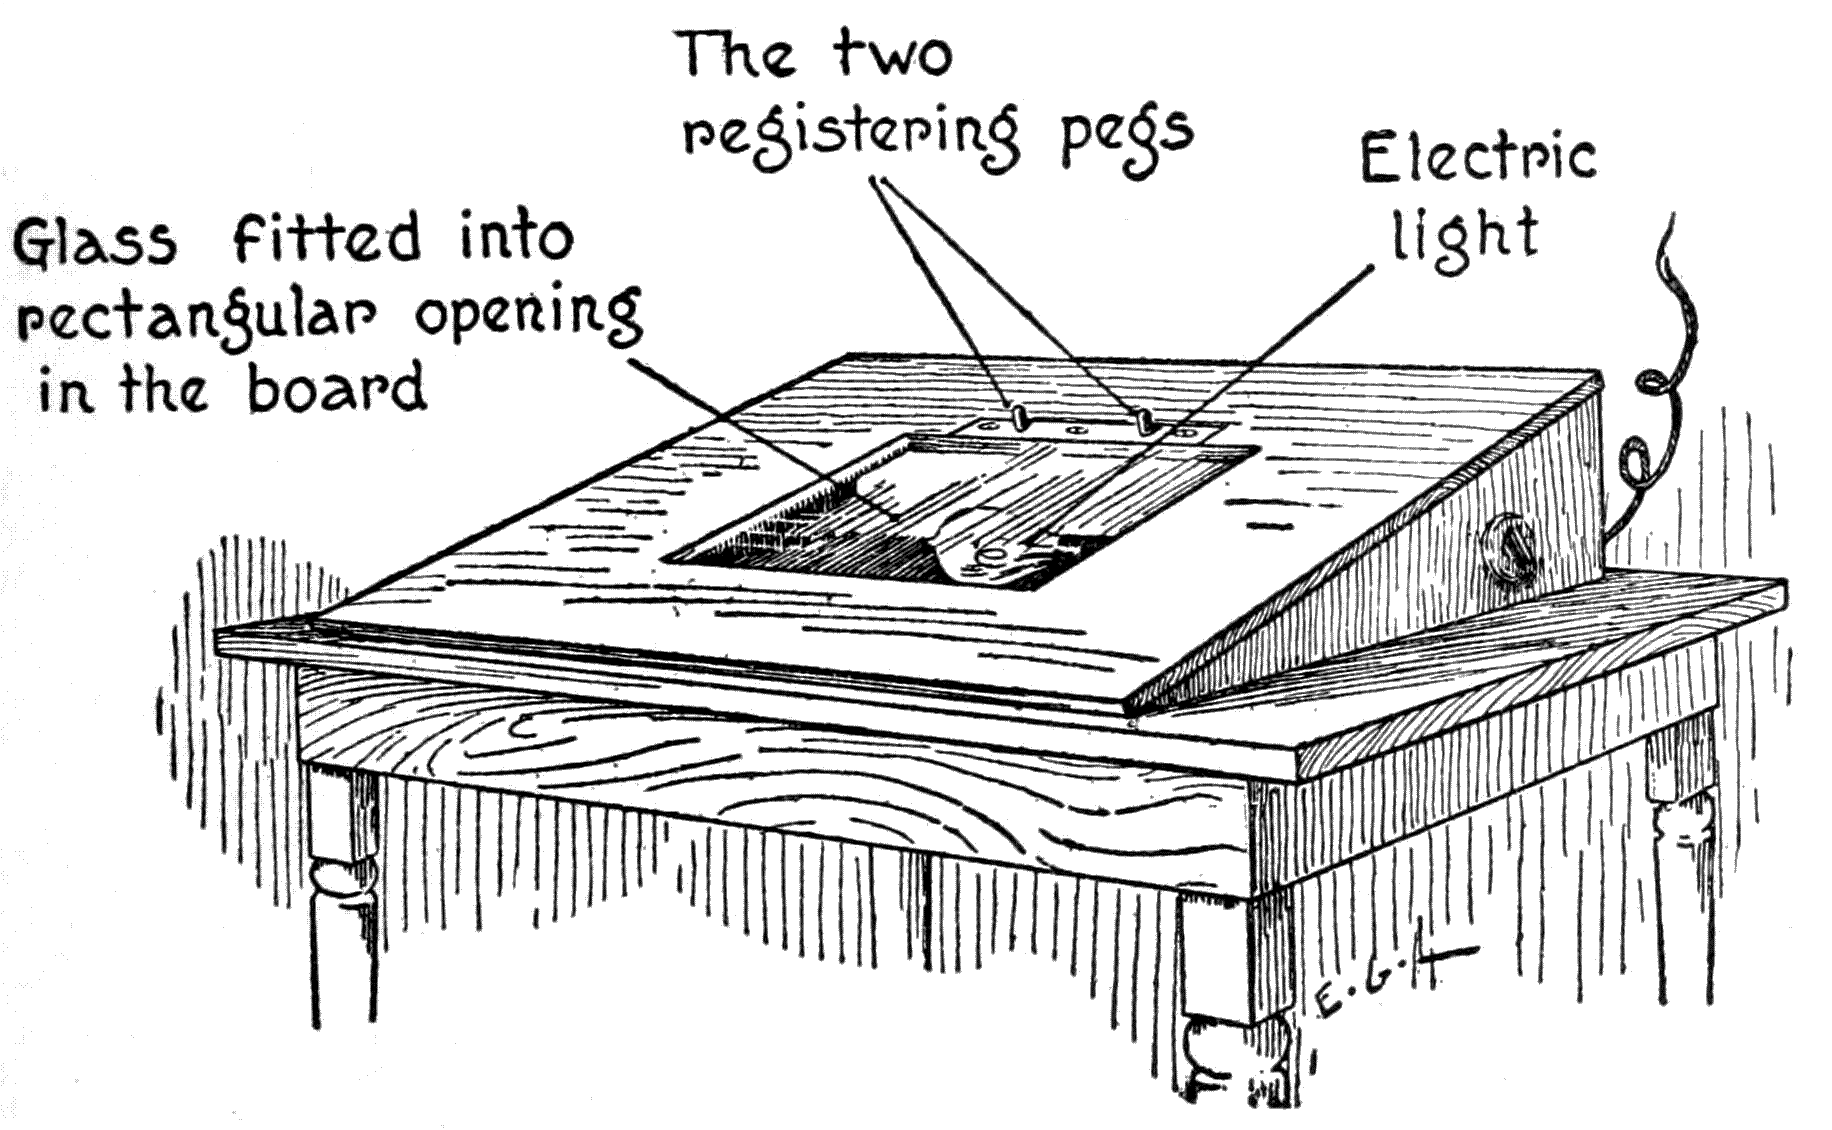 The two
registering pegs
Electric
light
Glass fitted into
rectangular opening
in the board
E.G.